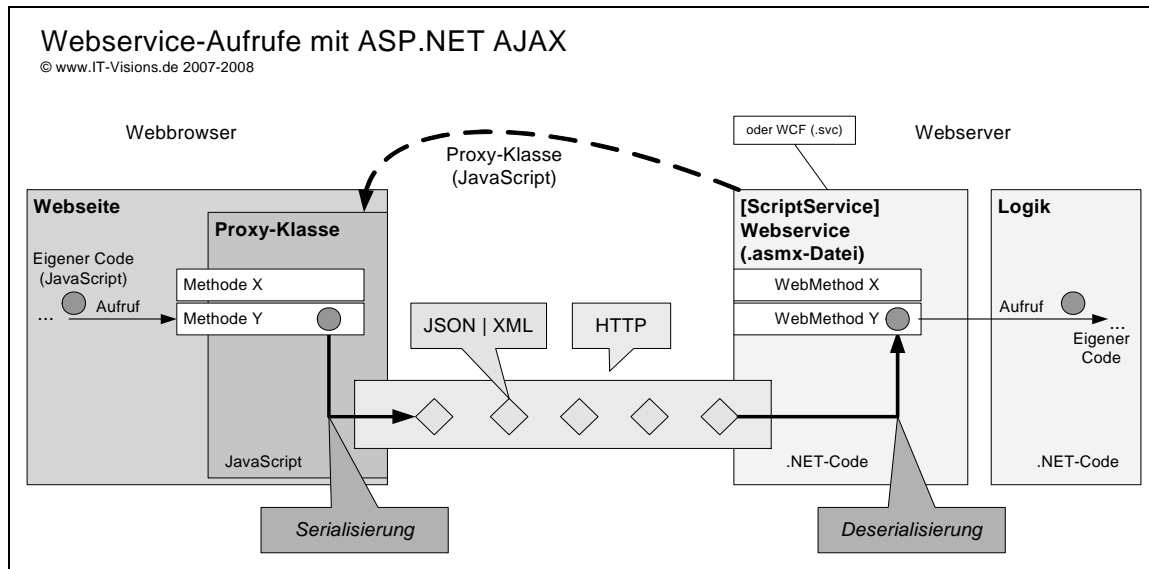 Webservice-Aufrufe mit ASP.NET AJAX
© www.IT-Visions.de 2007-2008
Webbrowser
oder WCF (.svc)
Webserver
Proxy-Klasse
(JavaScript)
Webseite
Proxy-Klasse
Eigener Code
(JavaScript)
...
Aufruf
Methode X
Methode Y
JavaScript
JSON | XML
HTTP
[ScriptService]
Webservice
(.asmx-Datei)
WebMethod X
WebMethod Y
.NET-Code
Logik
Aufruf
...
Eigener
Code
.NET-Code
Serialisierung
Deserialisierung